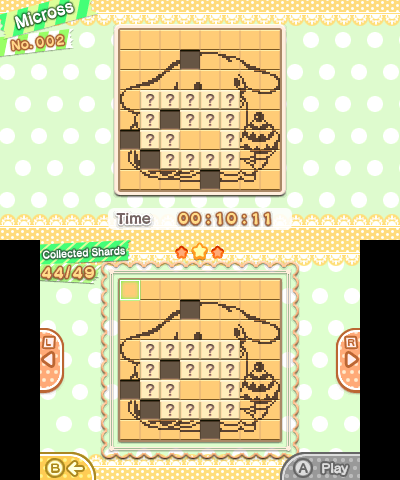 Micross
No.002
? ? ? ? ?
? ? ? ?
? ? ?
? ? ? ?
Time 00:10:11
Collected Shards
44/49
L R
? ? ? ? ?
? ? ? ?
? ? ?
? ? ? ?
B A Play